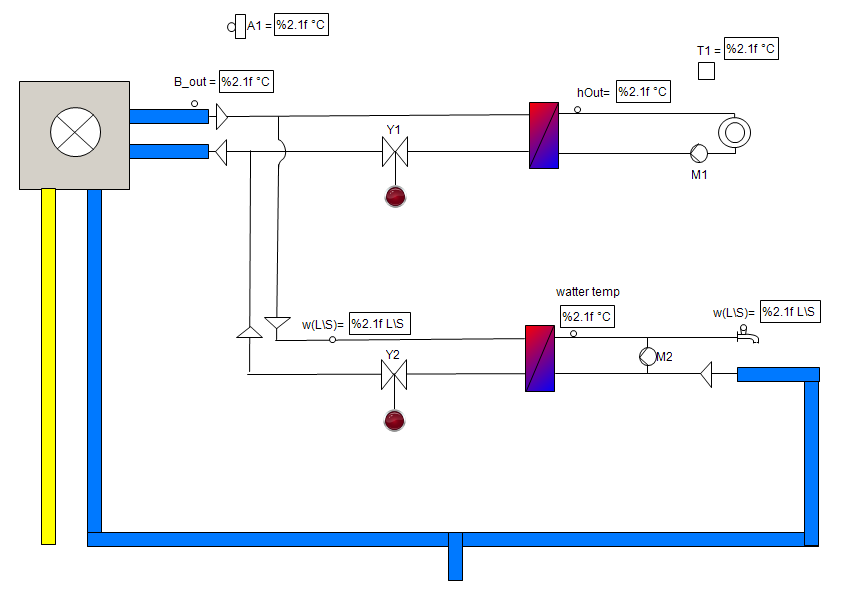 A1 = %2.1f °C
T1 = %2.1f °C
B_out = %2.1f °C
hOut= %2.1f °C
Y1
M1
watter temp
w(L\S)= %2.1f L\S
%2.1f °C
w(L\S)= %2.1f L\S
Y2
M2